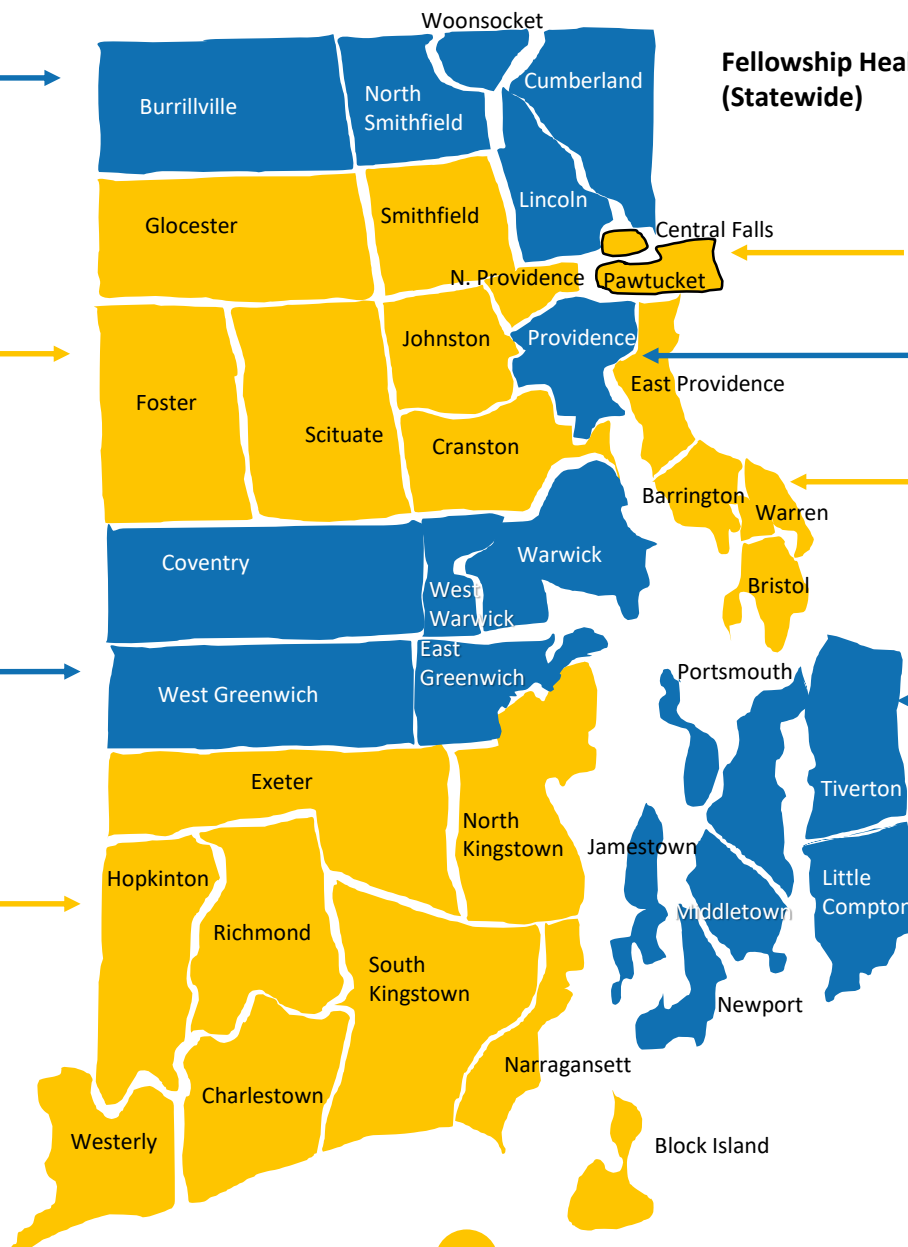 Woonsocket
Fellowship Heal
(Statewide)
Burrillville
North
Smithfield
Cumberland
Lincoln
Glocester
Smithfield
Central Falls
N. Providence
Pawtucket
Johnston
Providence
Foster
East Providence
Scituate
Cranston
Barrington
Warren
Coventry
Warwick
West
Warwick
Bristol
East
Greenwich
West Greenwich
Portsmouth
Exeter
Tiverton
North
Kingstown
Jamestown
Hopkinton
Little
Compton
Middletown
Richmond
South
Kingstown
Newport
Narragansett
Charlestown
Westerly
Block Island